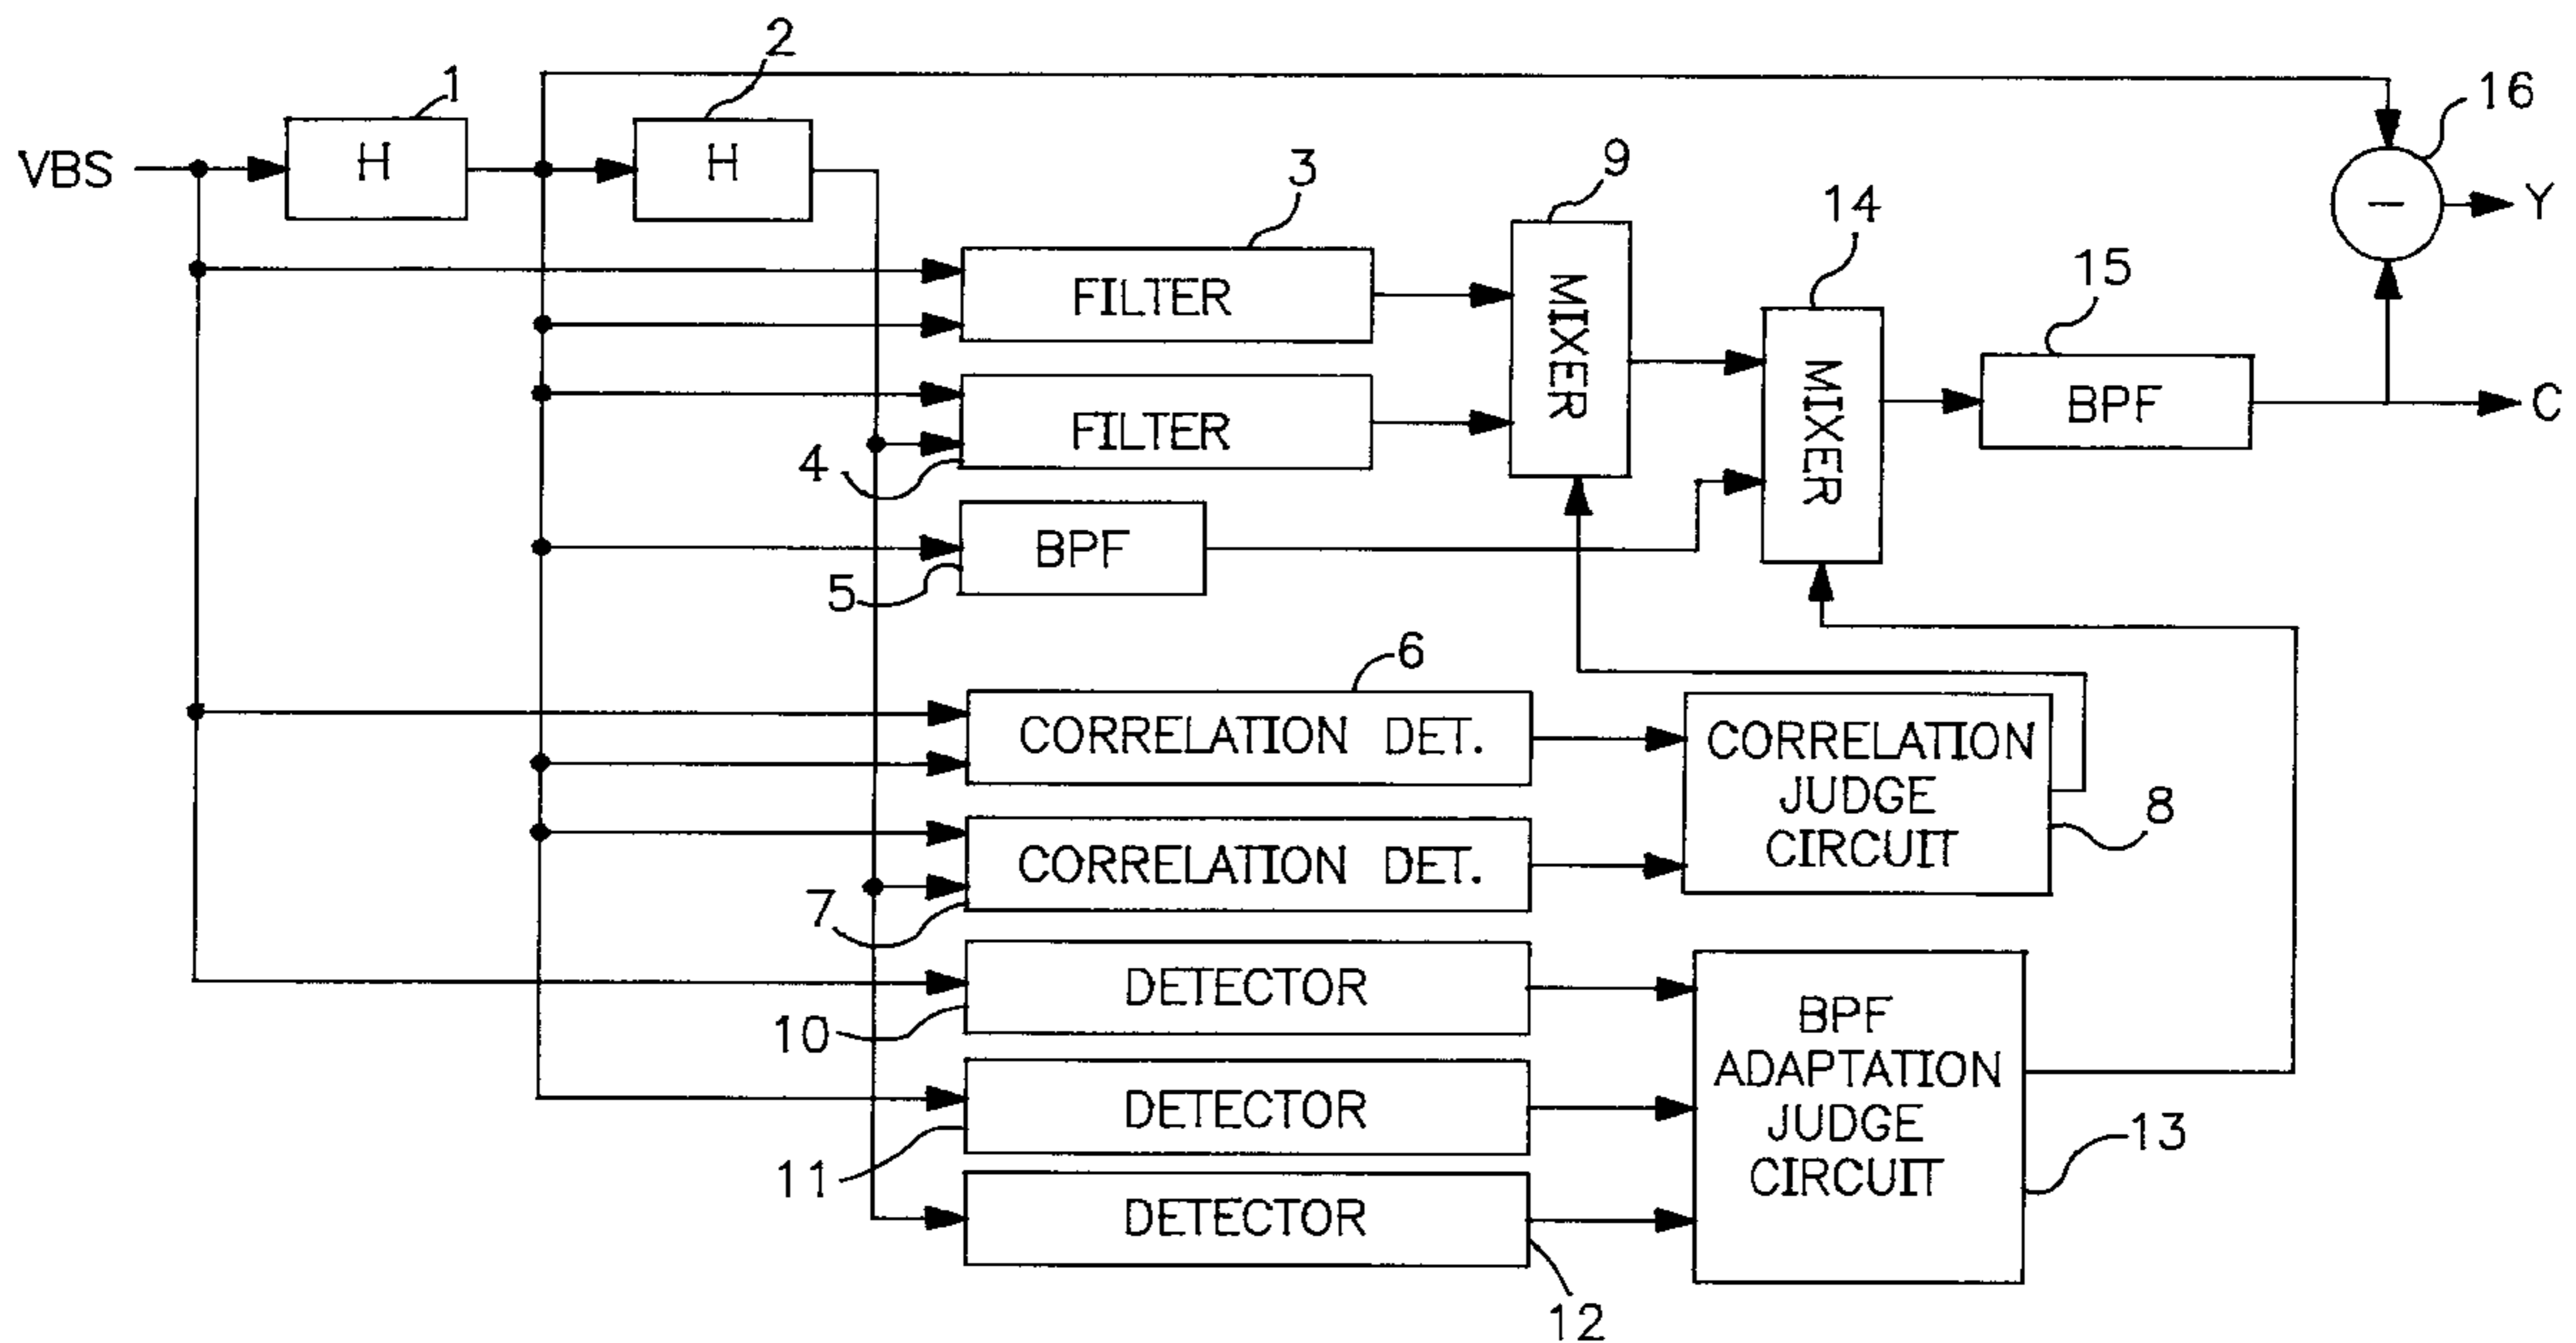 1
2
VBS
H
H
16
Y
3
FILTER
9
MIXER
14
MIXER
15
BPF
C
FILTER
4
BPF
5
6
CORRELATION DET.
CORRELATION
JUDGE
CIRCUIT
8
CORRELATION DET.
7
DETECTOR
10
DETECTOR
11
DETECTOR
12
BPF
ADAPTATION
JUDGE
CIRCUIT
13